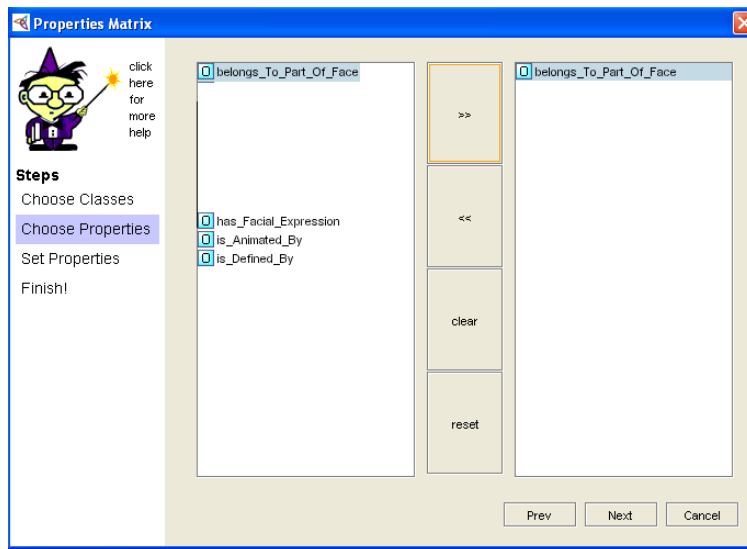 Properties Matrix
click
here
for
more
help
Steps
Choose Classes
Choose Properties
Set Properties
Finish!
O belongs_To_Part_Of_Face
O has_Facial_Expression
O is_Animated_By
O is_Defined_By
>>
<<
clear
reset
O belongs_To_Part_Of_Face
Prev
Next
Cancel